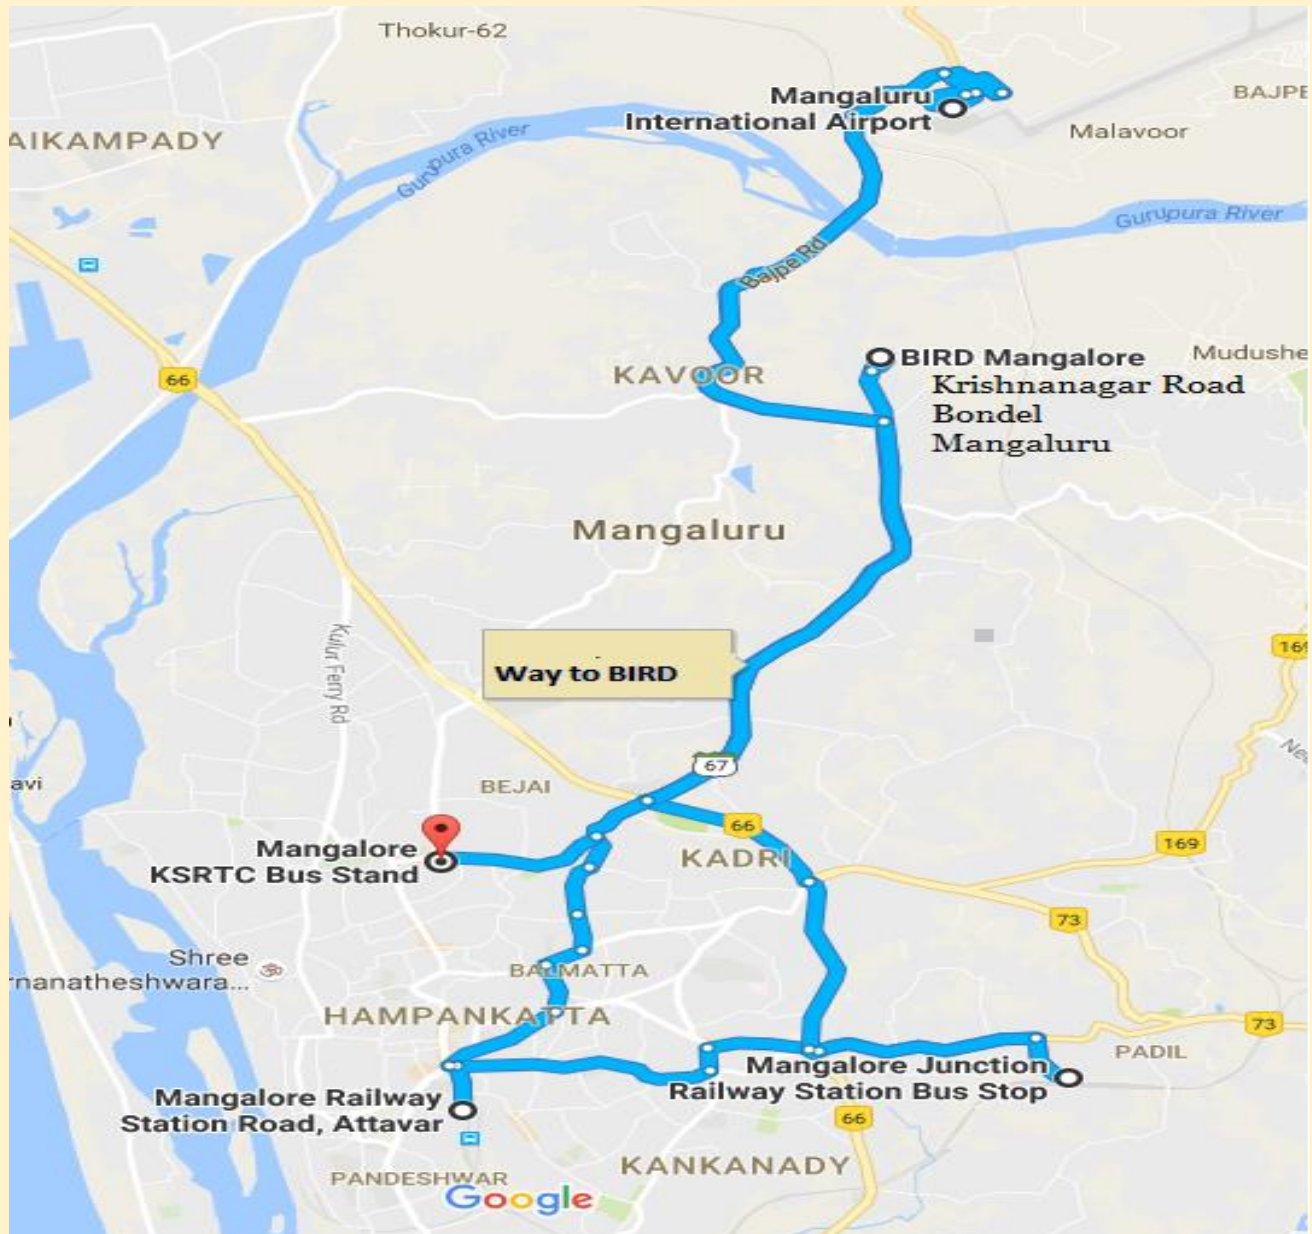 Thokur-62
Mangaluru
International Airport
BAJPE
Malavoor
AIKAMPADY
Gurupura River
Gurupura River
Bajpe Rd
BIRD Mangalore
Krishnanagar Road
Bondel
Mangaluru
Mudushe
KAVOOR
66
Mangaluru
Kulur Ferry Rd
Way to BIRD
169
67
avi
BEJAI
66
Mangalore
KSRTC Bus Stand
KADRI
169
73
Shree
rnanatheshwara...
BALMATTA
HAMPANKATTA
73
PADIL
Mangalore Junction
Railway Station Bus Stop
Mangalore Railway
Station Road, Attavar
66
KANKANADY
PANDESHWAR
Google